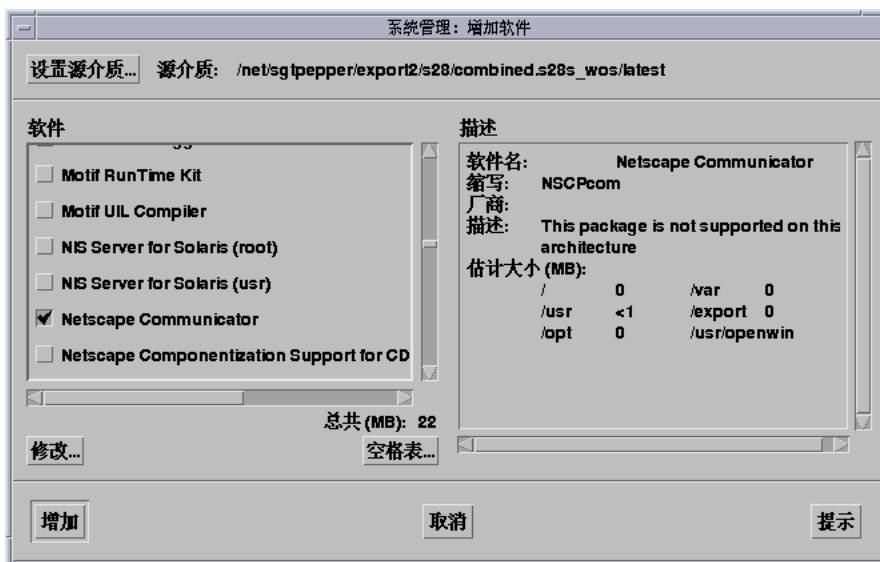 系统管理：增加软件
设置源介质... 源介质: /net/sgtpepper/export2/s28/combined.s28s_wos/latest
软件
Motif RunTime Kit
Motif UIL Compiler
NIS Server for Solaris (root)
NIS Server for Solaris (usr)
Netscape Communicator
Netscape Componentization Support for CD
总共 (MB): 22
修改... 空格表...
描述
软件名: Netscape Communicator
缩写: NSCPcom
厂商:
描述: This package is not supported on this
architecture
估计大小 (MB):
/ 0 /var 0
/usr <1 /export 0
/opt 0 /usr/openwin
增加 取消 提示